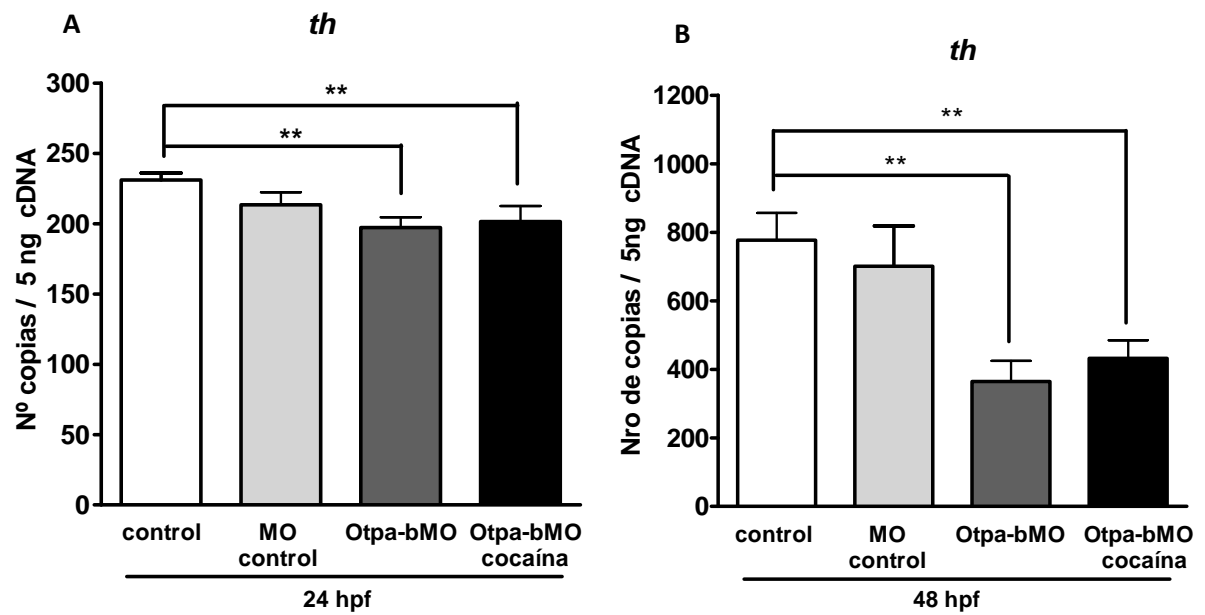 A
th
Nº copias / 5 ng cDNA
300
250
200
150
100
50
0
**
**
control
MO
control
Otpa-bMO
Otpa-bMO
cocaína
24 hpf
B
th
Nro de copias / 5ng cDNA
1200
1000
800
600
400
200
0
**
**
control
MO
control
Otpa-bMO
Otpa-bMO
cocaína
48 hpf